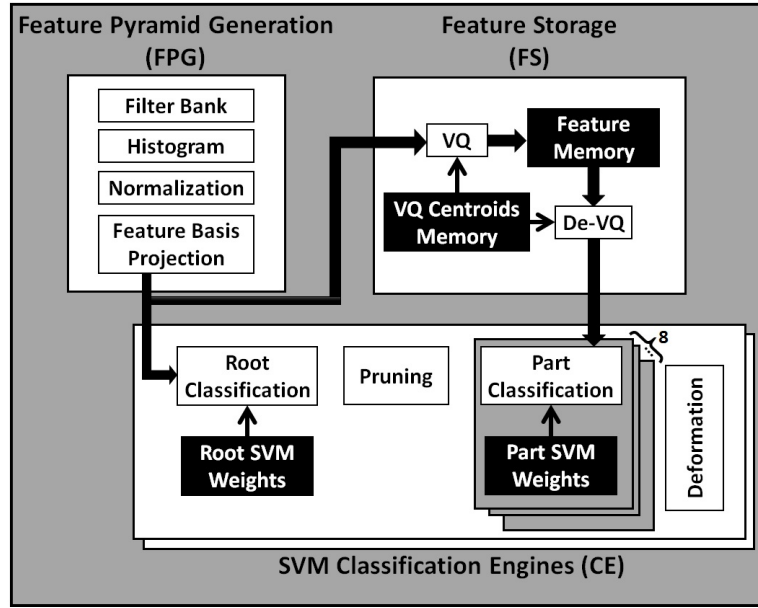 Feature Pyramid Generation
(FPG)
Filter Bank
Histogram
Normalization
Feature Basis
Projection
Feature Storage
(FS)
VQ
Feature
Memory
VQ Centroids
Memory
De-VQ
Root
Classification
Root SVM
Weights
Pruning
Part
Classification
Part SVM
Weights
8
Deformation
SVM Classification Engines (CE)